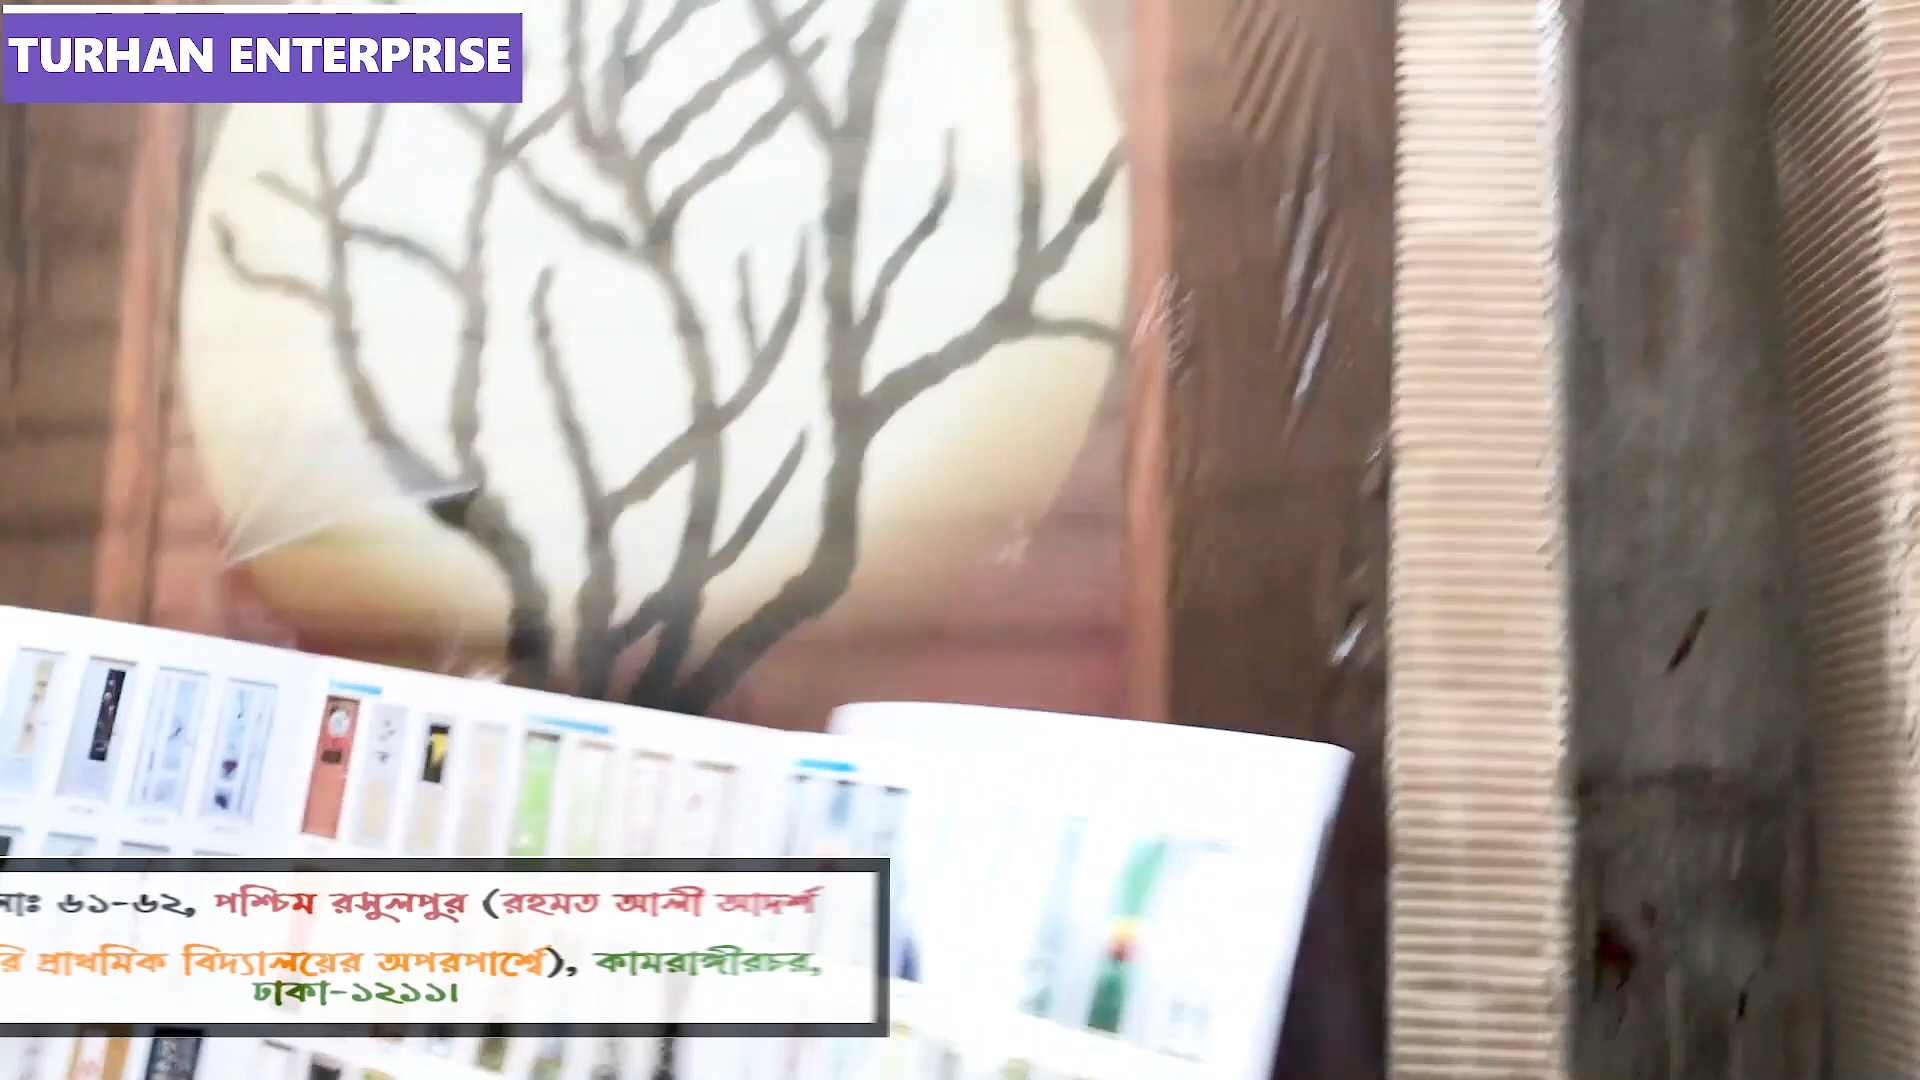 TURHAN ENTERPRISE
নাঃ ৬১-৬২, পশ্চিম রসুলপুর (রহমত আলী আদর্শ
রি প্রাথমিক বিদ্যালয়ের অপরপার্শ্বে), কামরাঙ্গীরচর,
ঢাকা-১২১১।